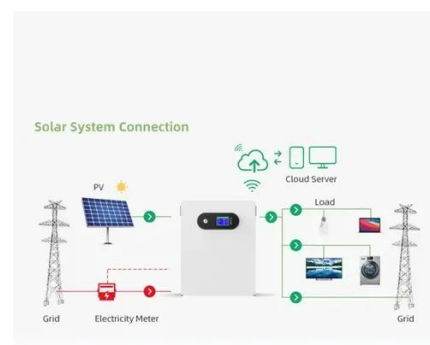 Solar System Connection
PV
Cloud Server
Load
Grid
Electricity Meter
Grid